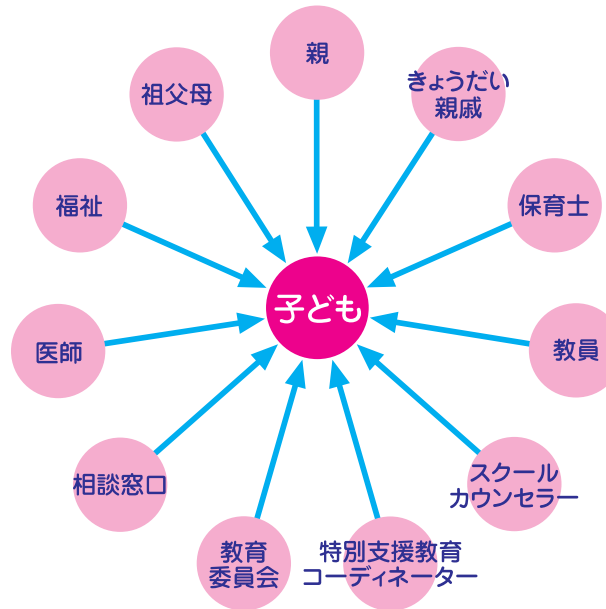 親
きょうだい
親戚
保育士
教員
スクール
カウンセラー
特別支援教育
コーディネーター
教育
委員会
相談窓口
医師
福祉
祖父母
子ども